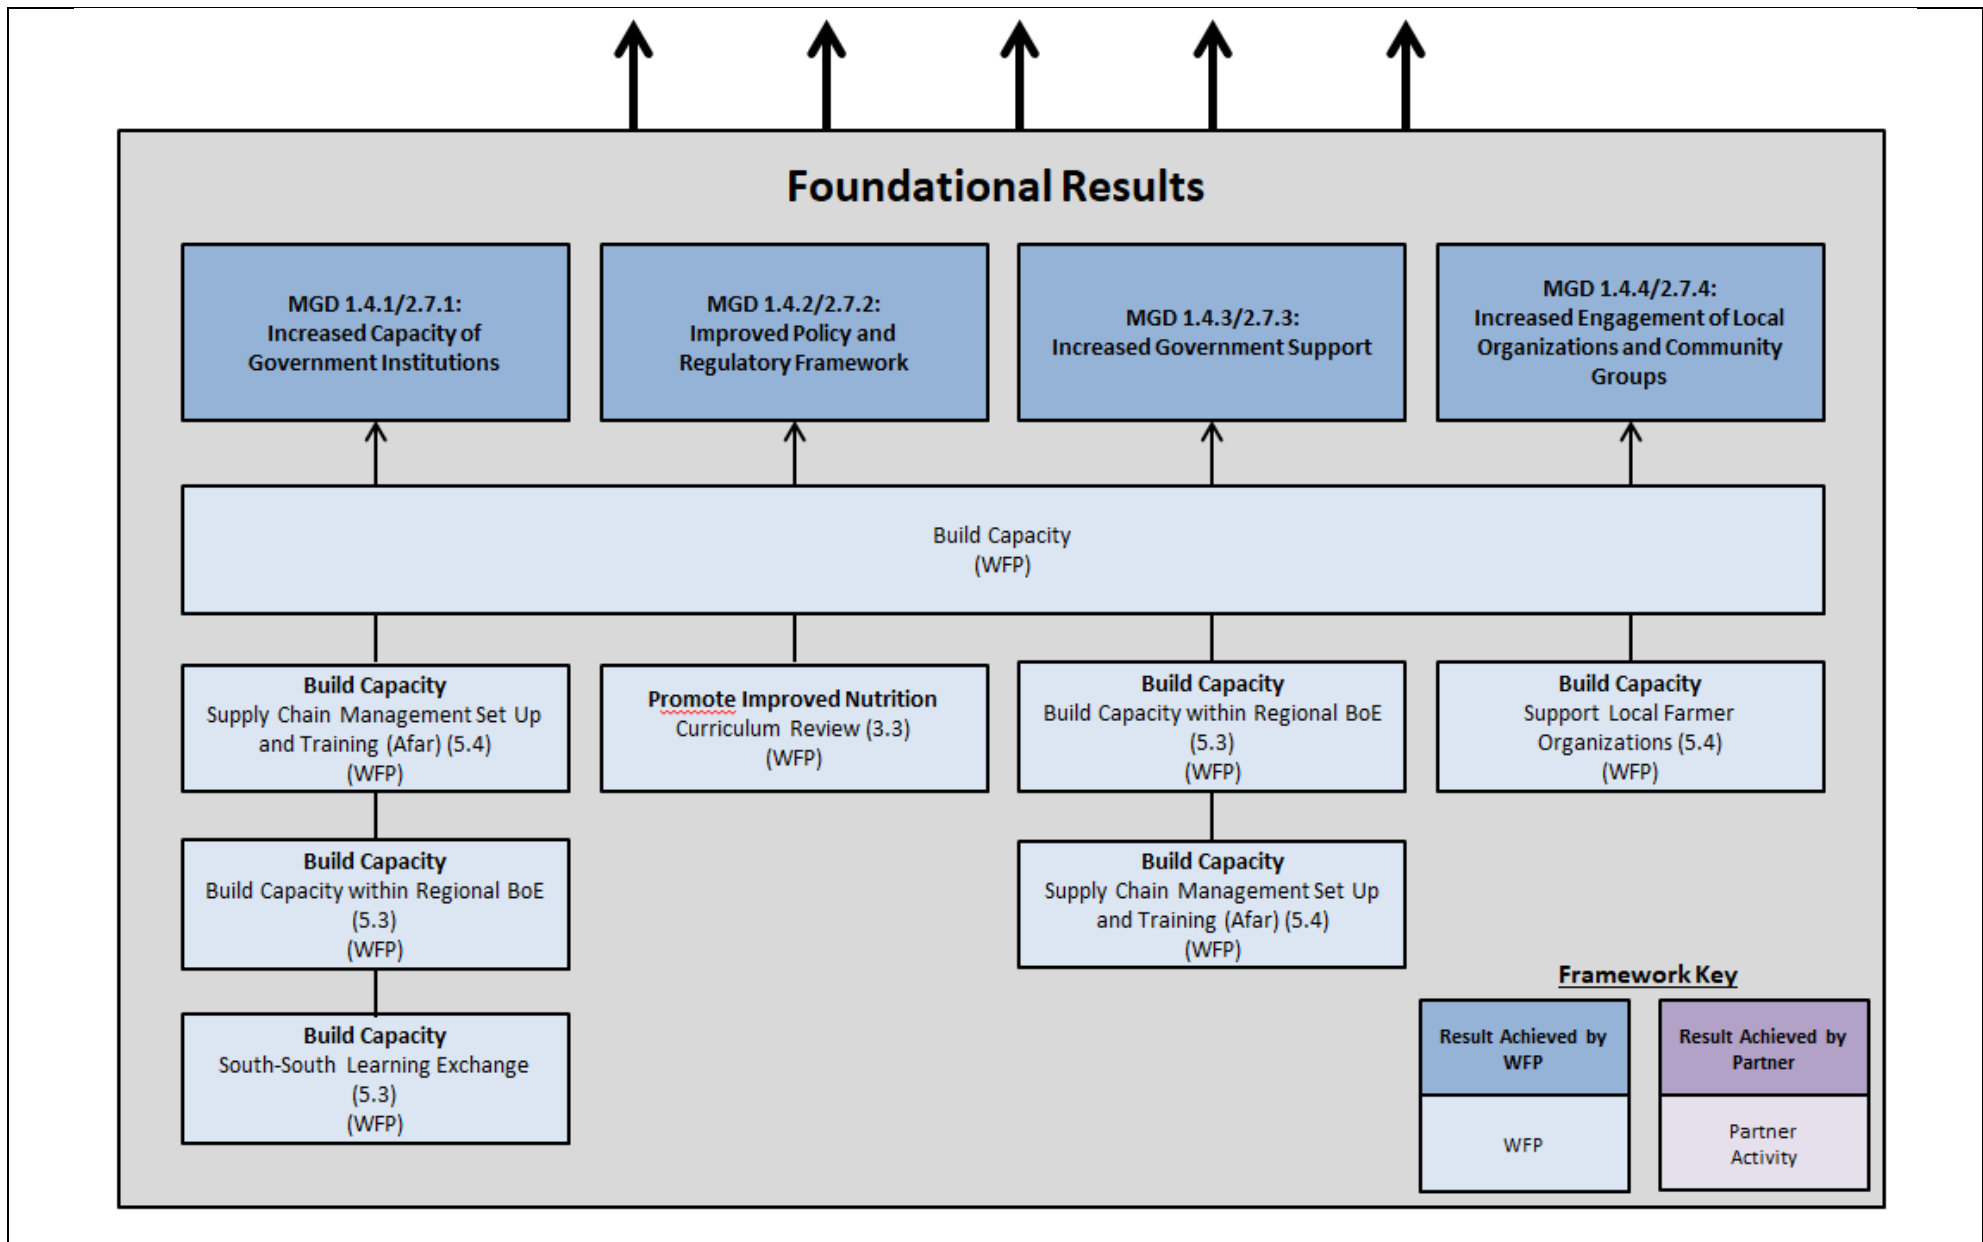 Foundational Results
MGD 1.4.1/2.7.1:
Increased Capacity of
Government Institutions
MGD 1.4.2/2.7.2:
Improved Policy and
Regulatory Framework
MGD 1.4.3/2.7.3:
Increased Government Support
MGD 1.4.4/2.7.4:
Increased Engagement of Local
Organizations and Community
Groups
Build Capacity
(WFP)
Build Capacity
Supply Chain Management Set Up
and Training (Afar) (5.4)
(WFP)
Promote Improved Nutrition
Curriculum Review (3.3)
(WFP)
Build Capacity
Build Capacity within Regional BoE
(5.3)
(WFP)
Build Capacity
Support Local Farmer
Organizations (5.4)
(WFP)
Build Capacity
Build Capacity within Regional BoE
(5.3)
(WFP)
Build Capacity
Supply Chain Management Set Up
and Training (Afar) (5.4)
(WFP)
Build Capacity
South-South Learning Exchange
(5.3)
(WFP)
Framework Key
Result Achieved by
WFP
Result Achieved by
Partner
WFP
Partner
Activity